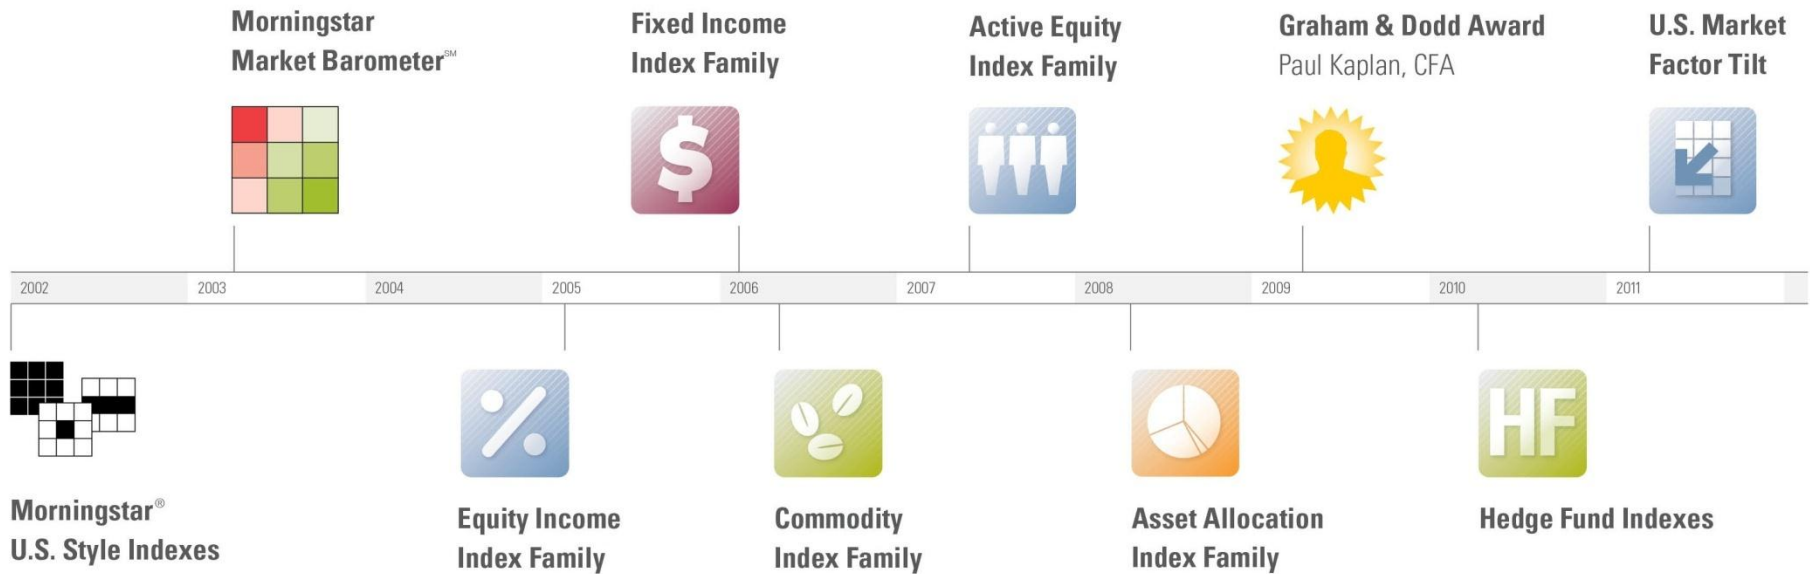 Morningstar
Market Barometer℠
Fixed Income
Index Family
Active Equity
Index Family
Graham & Dodd Award
Paul Kaplan, CFA
U.S. Market
Factor Tilt
$
2002
2003
2004
2005
2006
2007
2008
2009
2010
2011
%
HF
Morningstar®
U.S. Style Indexes
Equity Income
Index Family
Commodity
Index Family
Asset Allocation
Index Family
Hedge Fund Indexes